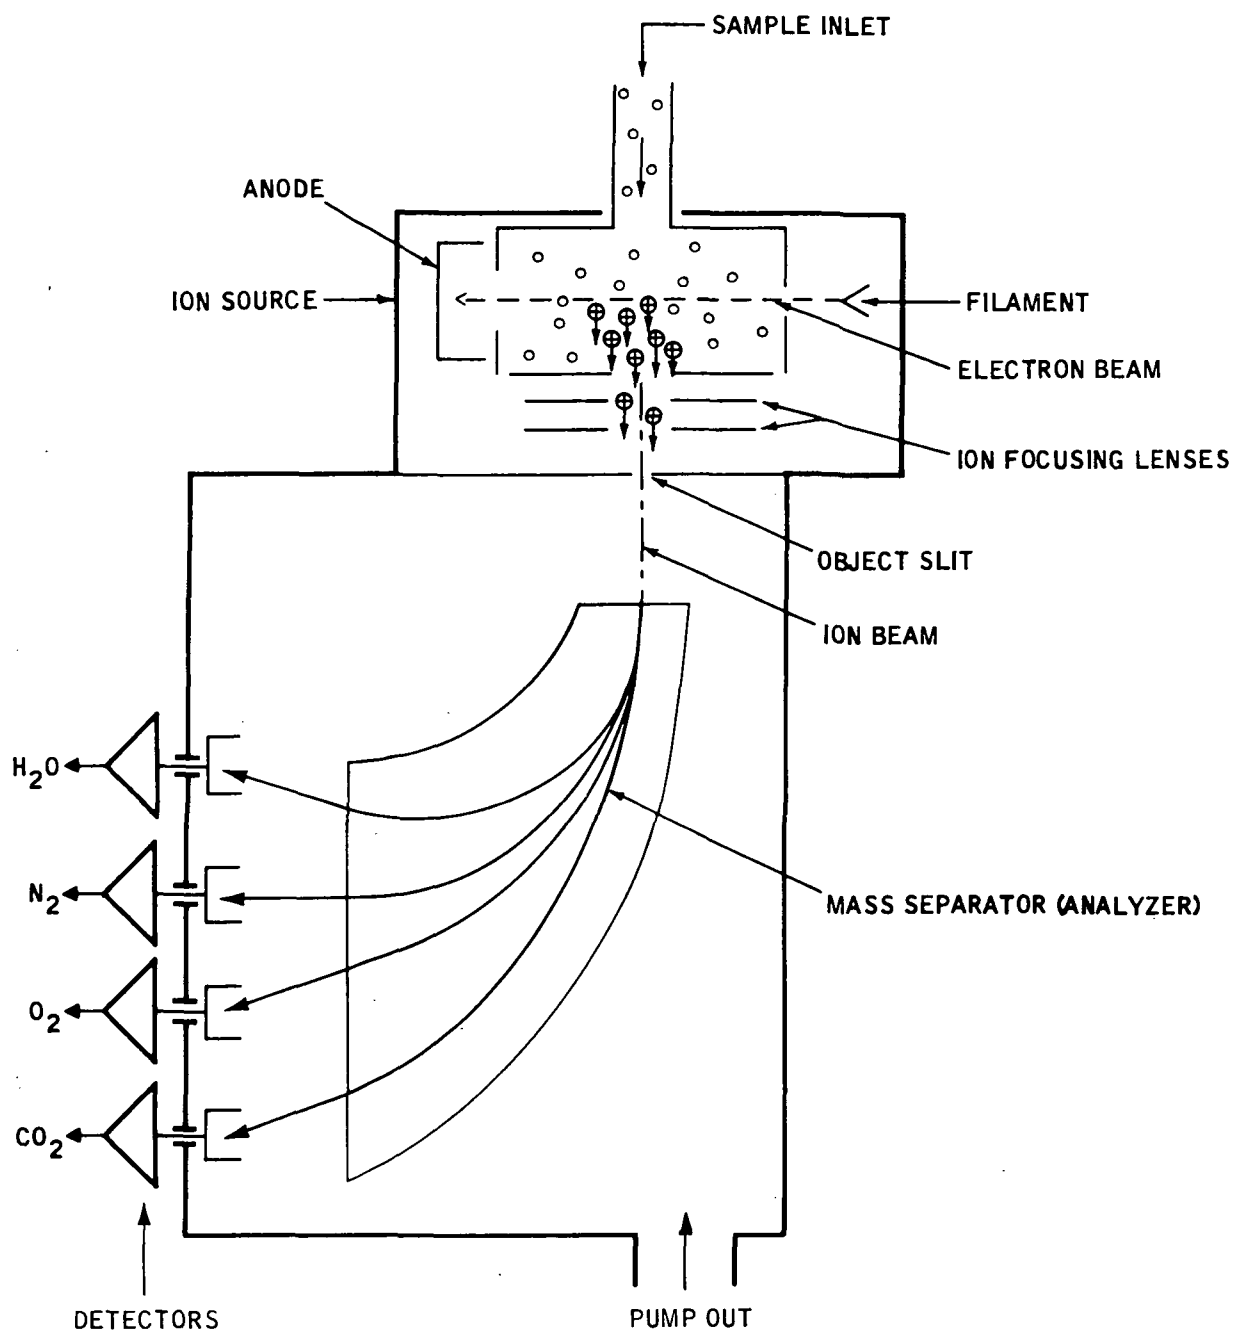 SAMPLE INLET
ANODE
ION SOURCE
FILAMENT
ELECTRON BEAM
ION FOCUSING LENSES
OBJECT SLIT
ION BEAM
H2O
N2
MASS SEPARATOR (ANALYZER)
O2
CO2
DETECTORS
PUMP OUT